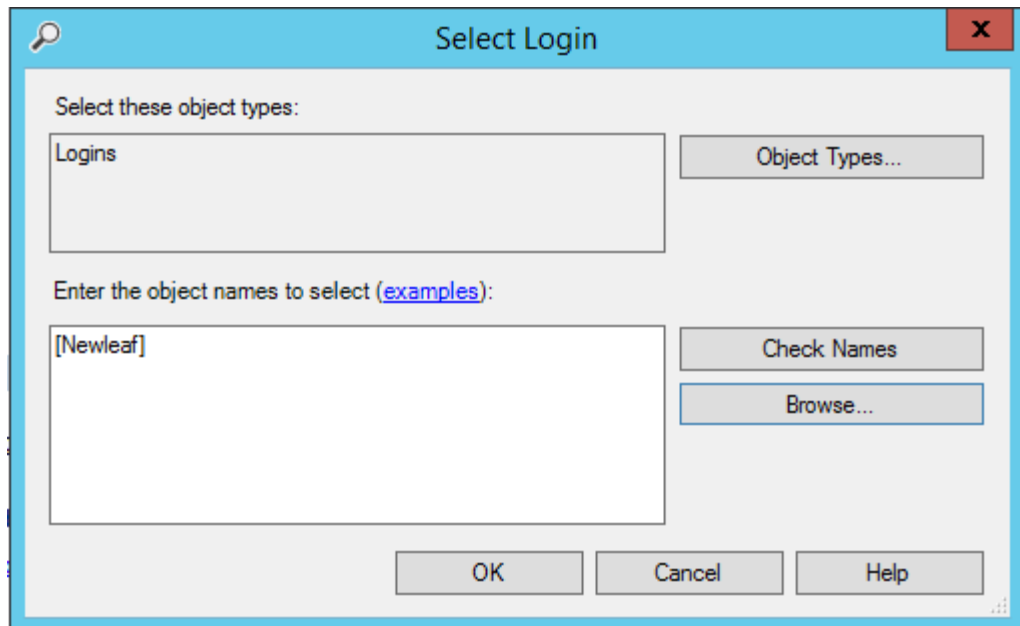 Select Login
x
Select these object types:
Logins
Object Types...
Enter the object names to select (examples):
[Newleaf]
Check Names
Browse...
OK
Cancel
Help